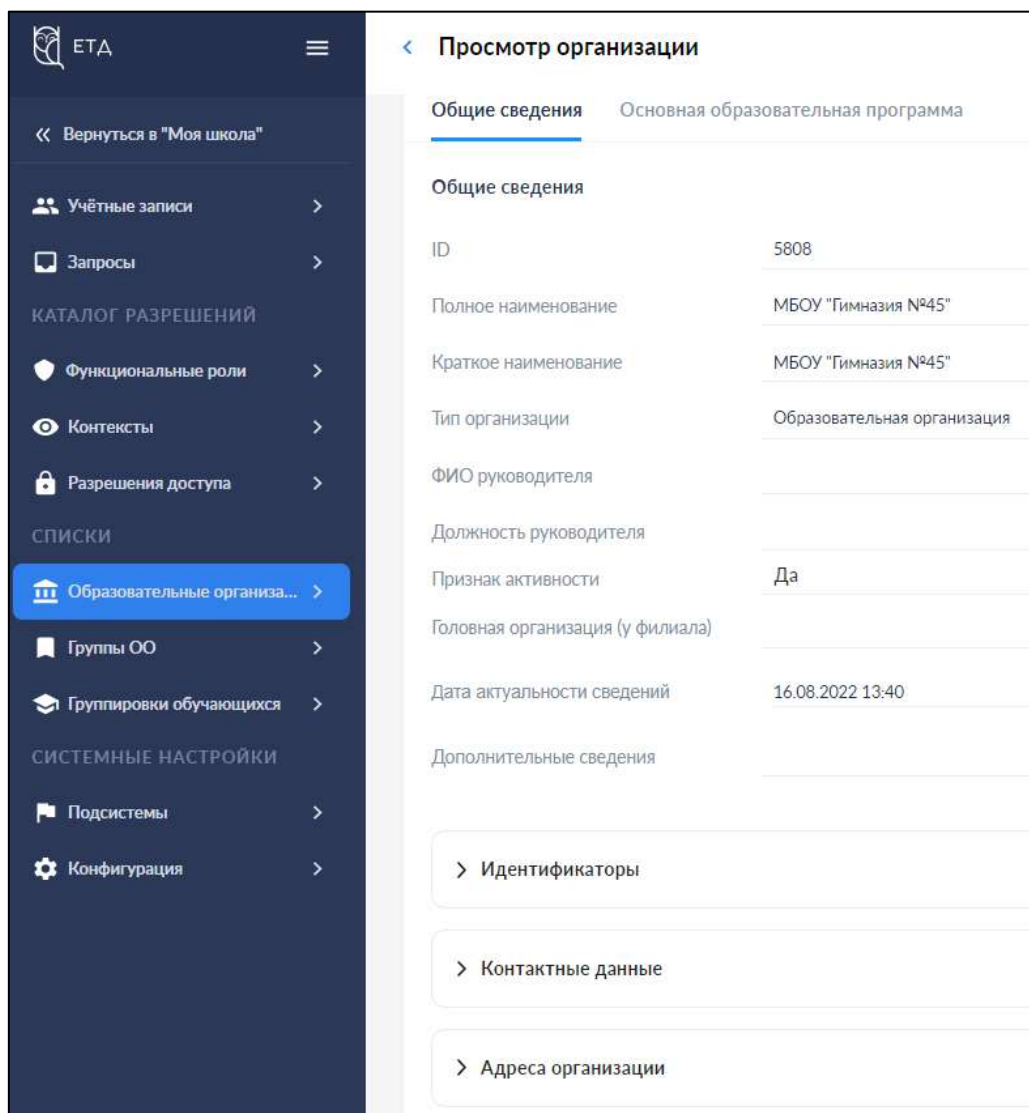 ЕТД
Вернуться в "Моя школа"
Учётные записи
Запросы
КАТАЛОГ РАЗРЕШЕНИЙ
Функциональные роли
Контексты
Разрешения доступа
СПИСКИ
Образовательные организа...
Группы ОО
Группировки обучающихся
СИСТЕМНЫЕ НАСТРОЙКИ
Подсистемы
Конфигурация
Просмотр организации
Общие сведения Основная образовательная программа
Общие сведения
ID 5808
Полное наименование МБОУ "Гимназия №45"
Краткое наименование МБОУ "Гимназия №45"
Тип организации Образовательная организация
ФИО руководителя
Должность руководителя
Признак активности Да
Головная организация (у филиала)
Дата актуальности сведений 16.08.2022 13:40
Дополнительные сведения
Идентификаторы
Контактные данные
Адреса организации